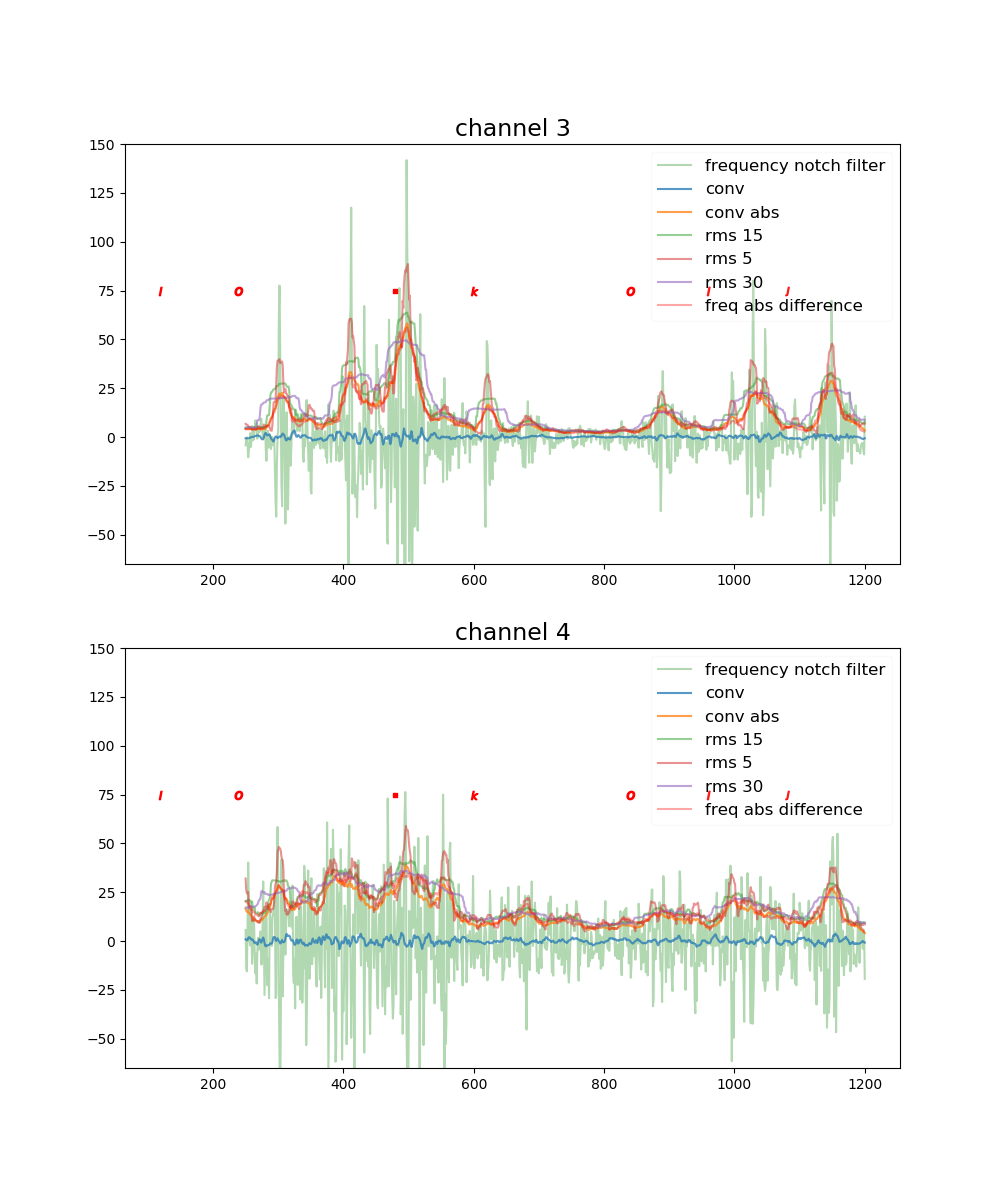 channel 3
150
125
100
75
50
25
0
−25
−50
frequency notch filter
conv
conv abs
rms 15
rms 5
rms 30
freq abs difference
l O k O l J
200 400 600 800 1000 1200
channel 4
150
125
100
75
50
25
0
−25
−50
frequency notch filter
conv
conv abs
rms 15
rms 5
rms 30
freq abs difference
l O k O l J
200 400 600 800 1000 1200